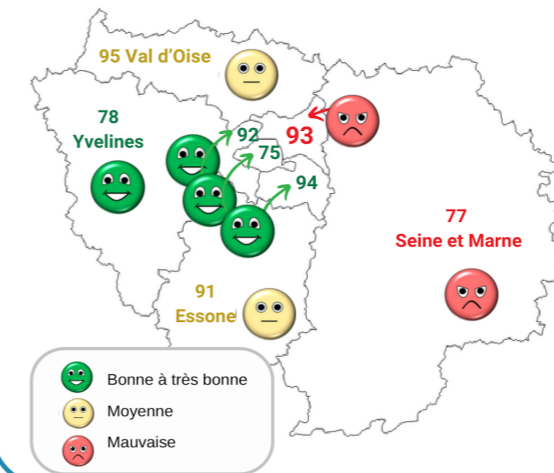 95 Val d'Oise
78
Yvelines
92
93
75
94
77
Seine et Marne
91
Essone
Bonne à très bonne
Moyenne
Mauvaise